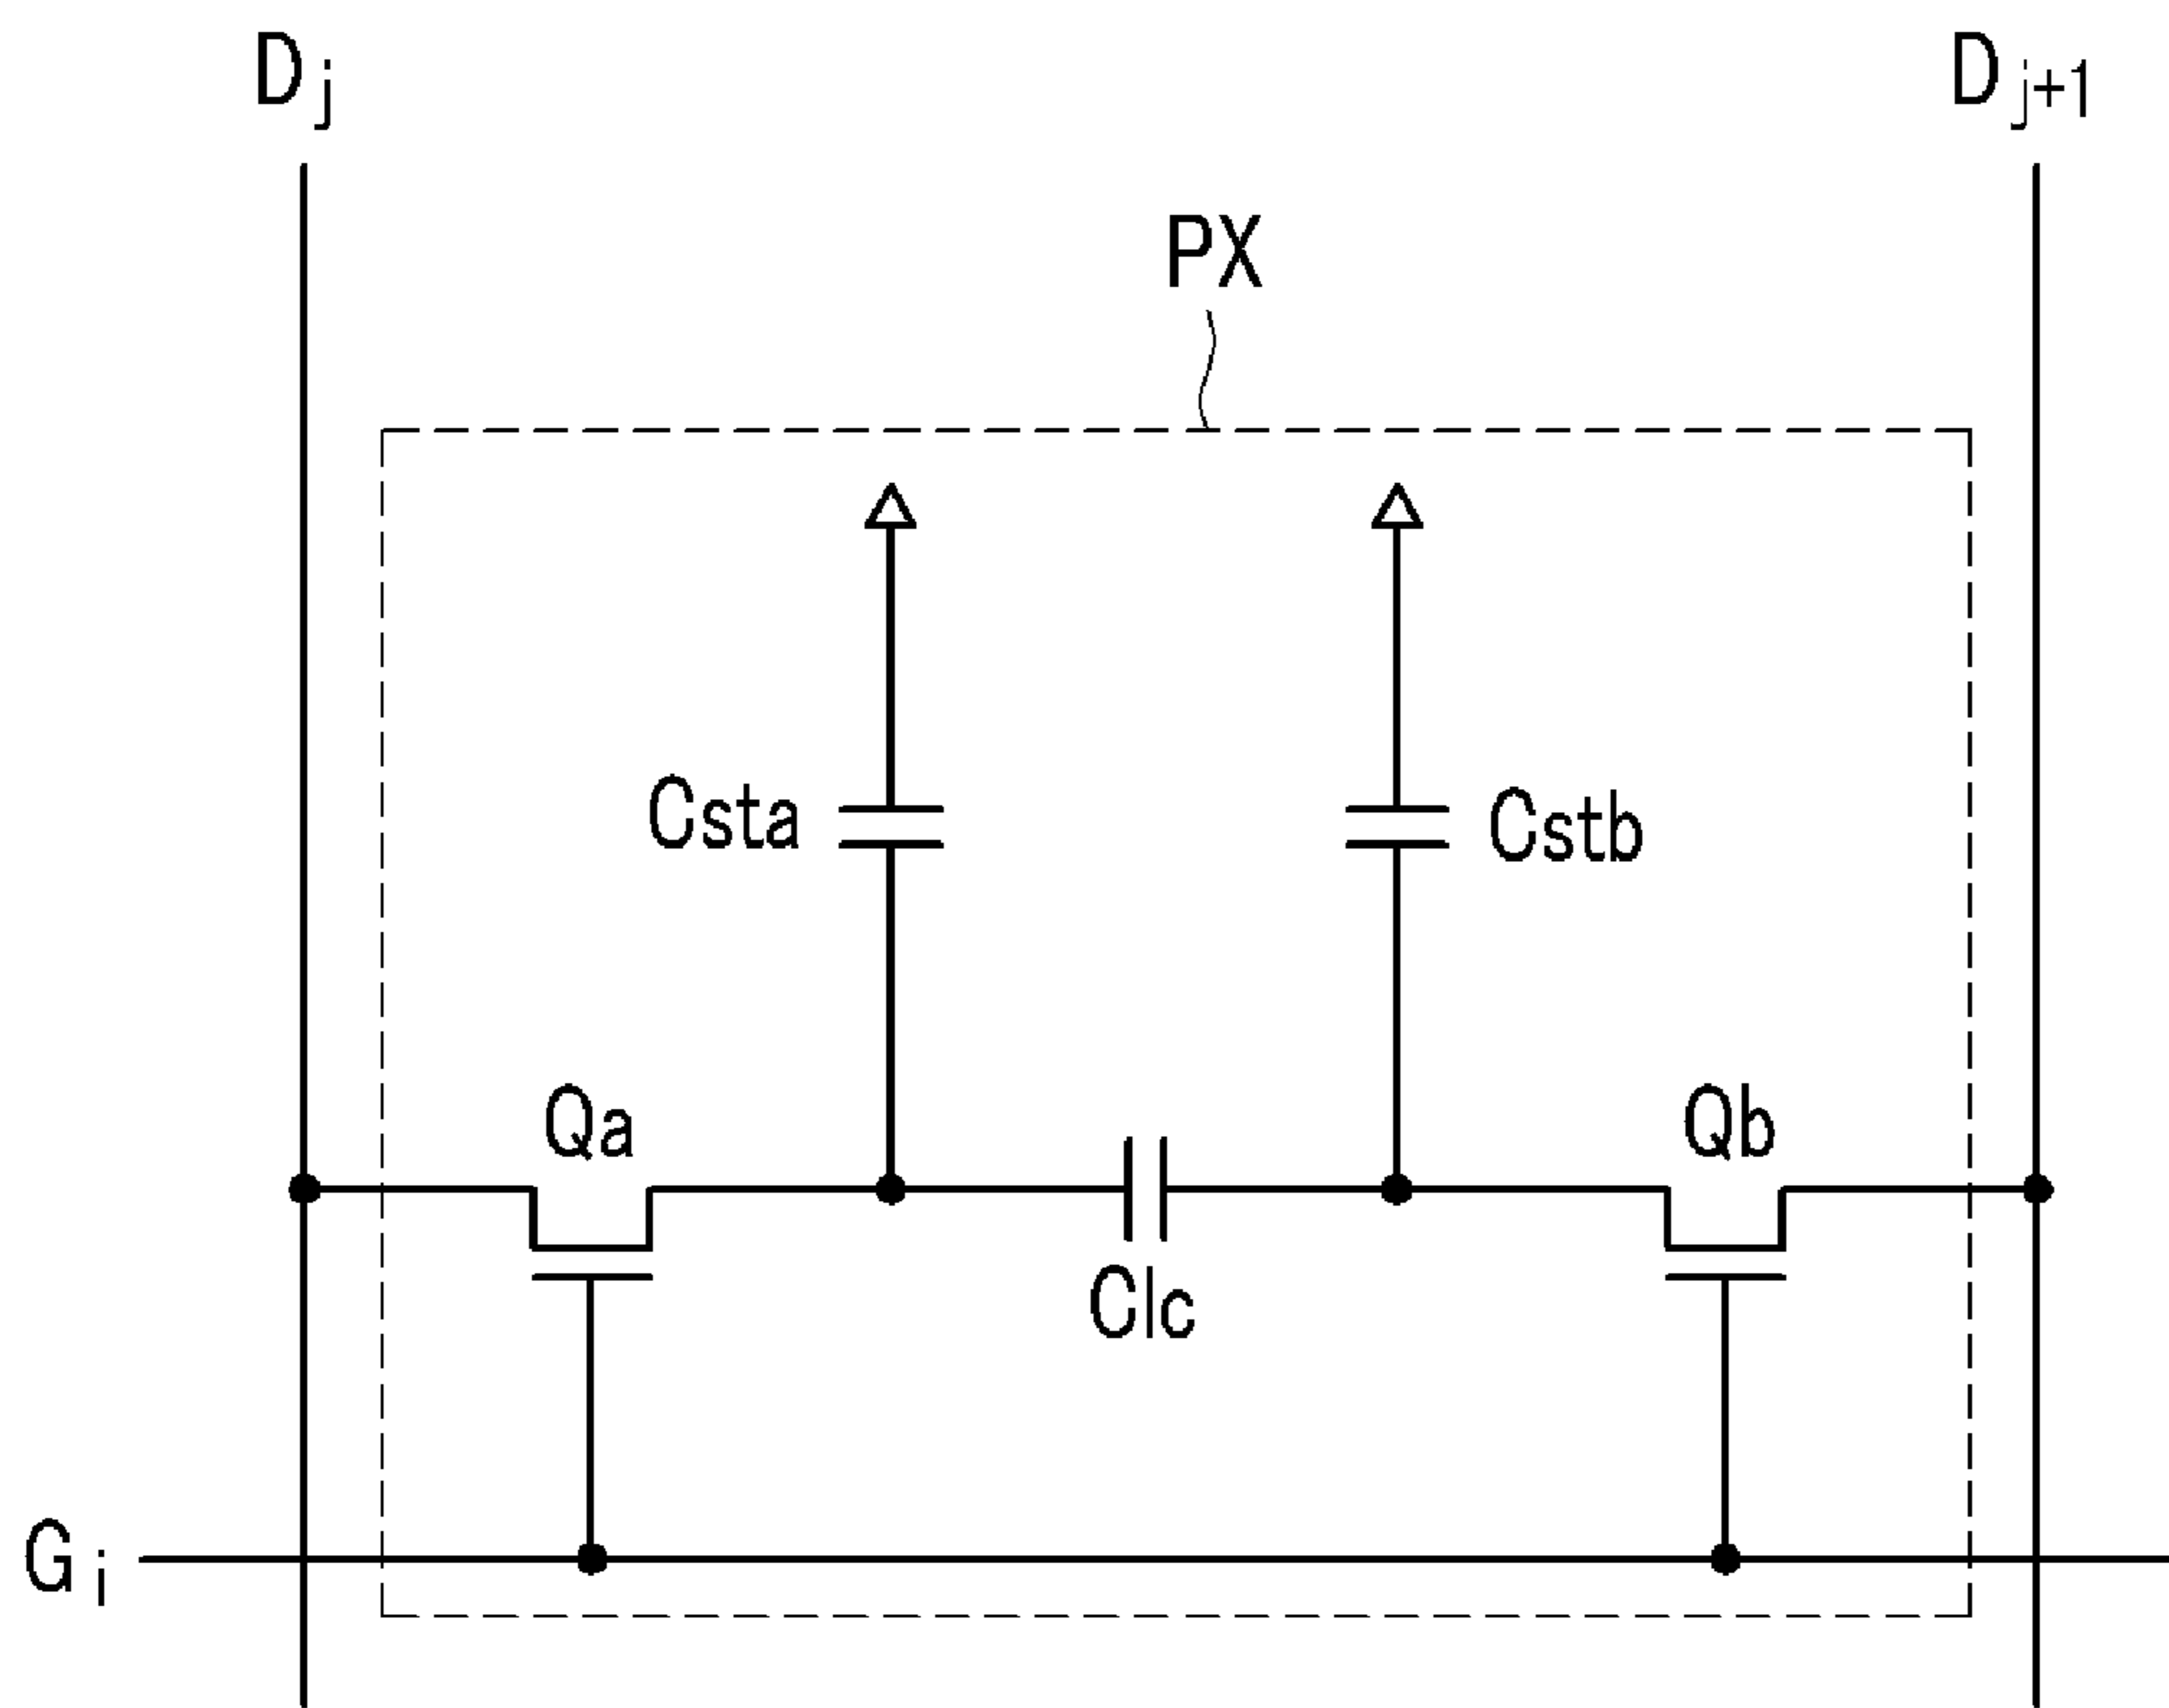 Dj
Dj+1
PX
Csta
Cstb
Qa
Qb
Clc
Gi